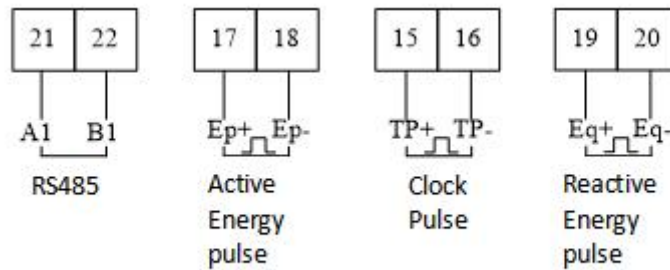 21 22 17 18 15 16 19 20
A1 B1 Ep+ Ep- TP+ TP- Eq+ Eq-
RS485 Active Clock Reactive
Energy Pulse Energy
pulse pulse